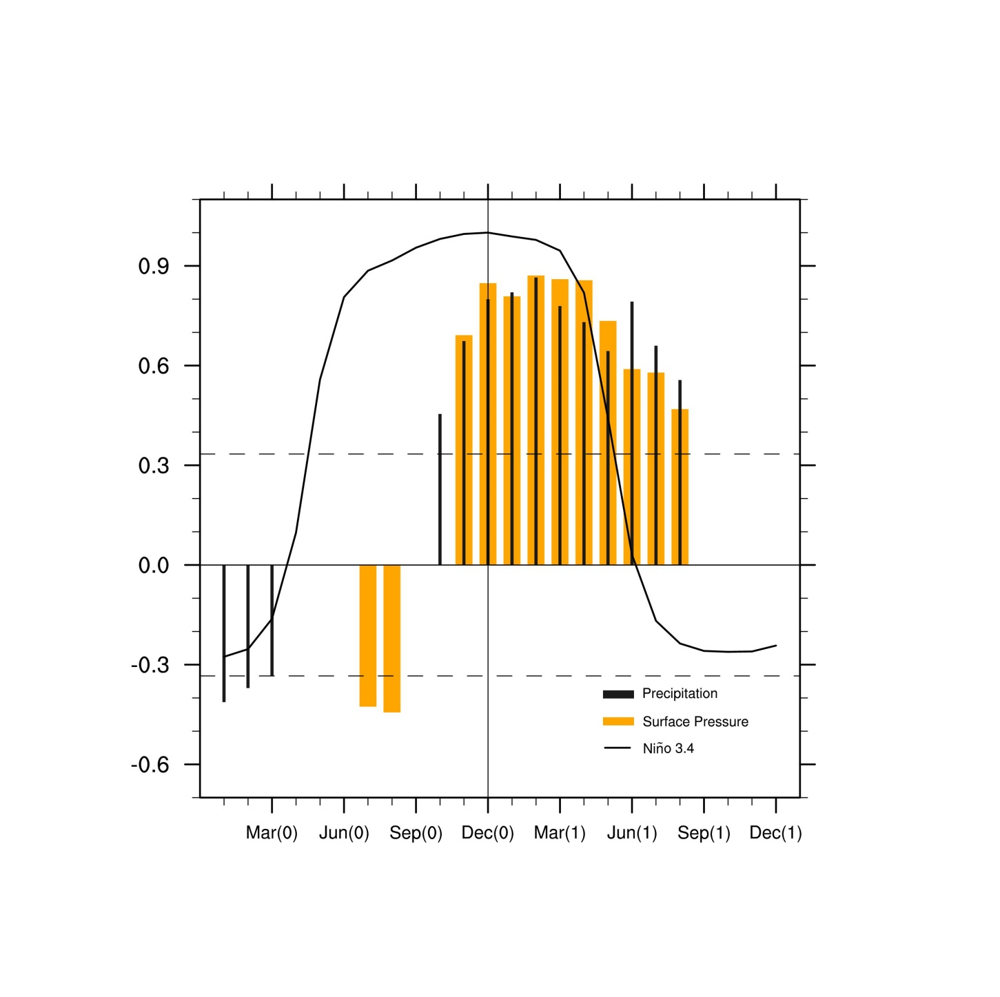 0.9
0.6
0.3
0.0
-0.3
-0.6
Precipitation
Surface Pressure
Niño 3.4
Mar(0) Jun(0) Sep(0) Dec(0) Mar(1) Jun(1) Sep(1) Dec(1)